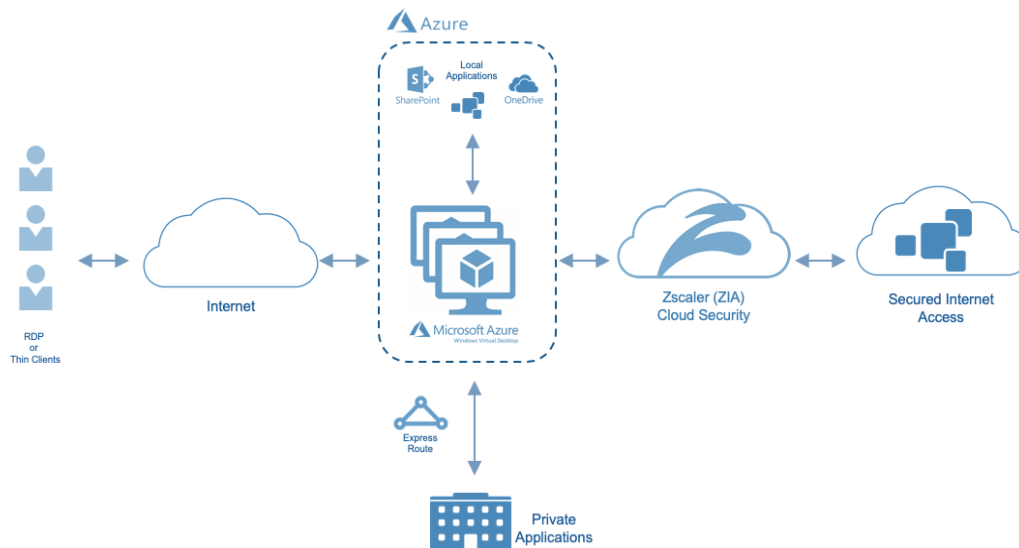 Azure
Local
Applications
S
SharePoint
OneDrive
Microsoft Azure
Windows Virtual Desktop
RDP
or
Thin Clients
Internet
Zscaler (ZIA)
Cloud Security
Secured Internet
Access
Express
Route
Private
Applications